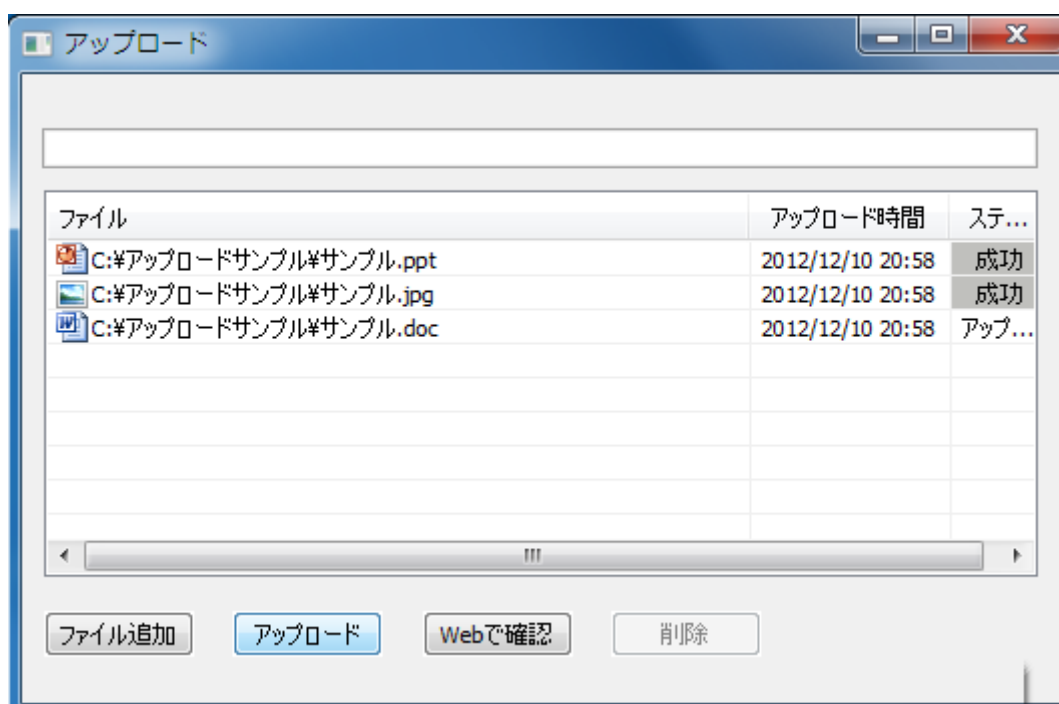 アップロード
ファイル アップロード時間 ステ...
C:¥アップロードサンプル¥サンプル.ppt 2012/12/10 20:58 成功
C:¥アップロードサンプル¥サンプル.jpg 2012/12/10 20:58 成功
C:¥アップロードサンプル¥サンプル.doc 2012/12/10 20:58 アップ...
ファイル追加 アップロード Webで確認 削除